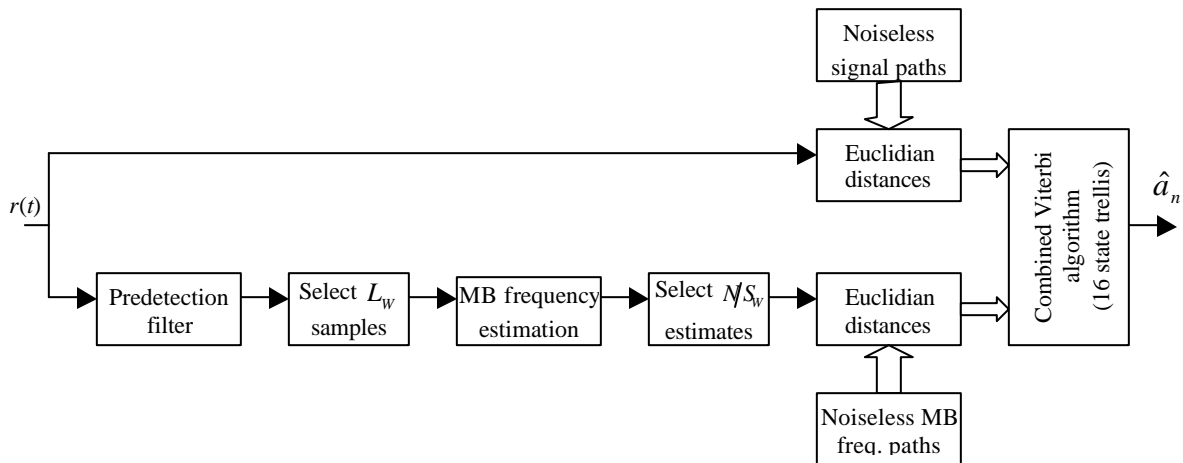 Noiseless
signal paths
Euclidian
distances
Combined Viterbi
algorithm
(16 state trellis)
â_n
r(t)
Predetection
filter
Select L_W
samples
MB frequency
estimation
Select N/S_W
estimates
Euclidian
distances
Noiseless MB
freq. paths